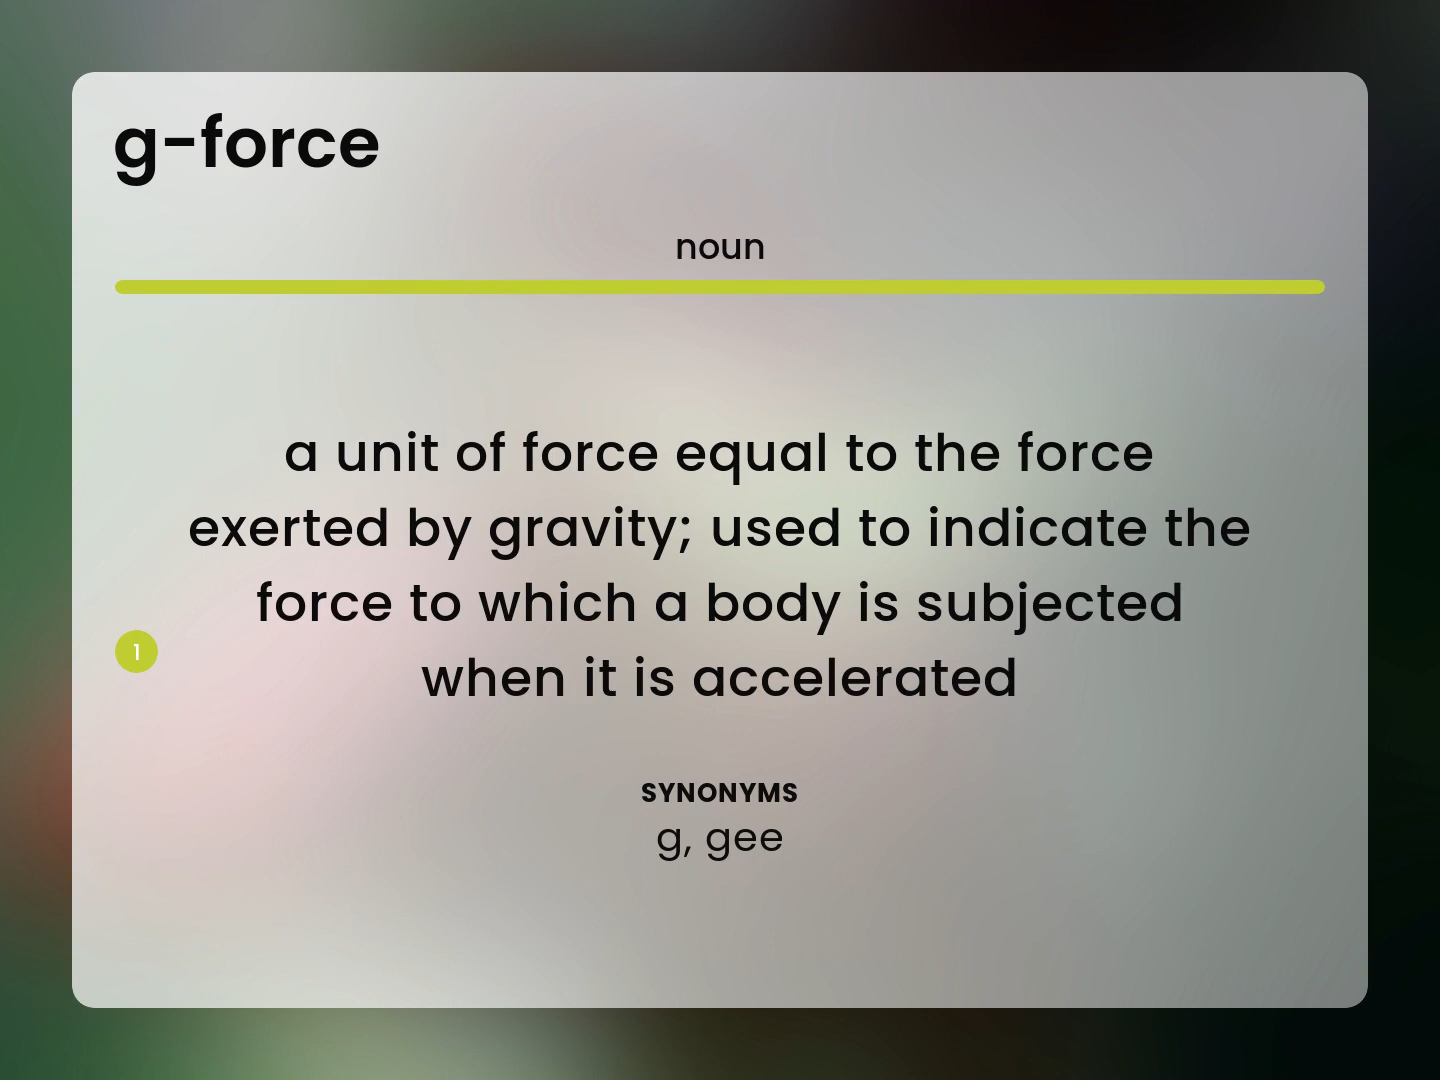 g-force
noun
a unit of force equal to the force
exerted by gravity; used to indicate the
force to which a body is subjected
when it is accelerated
1
SYNONYMS
g, gee